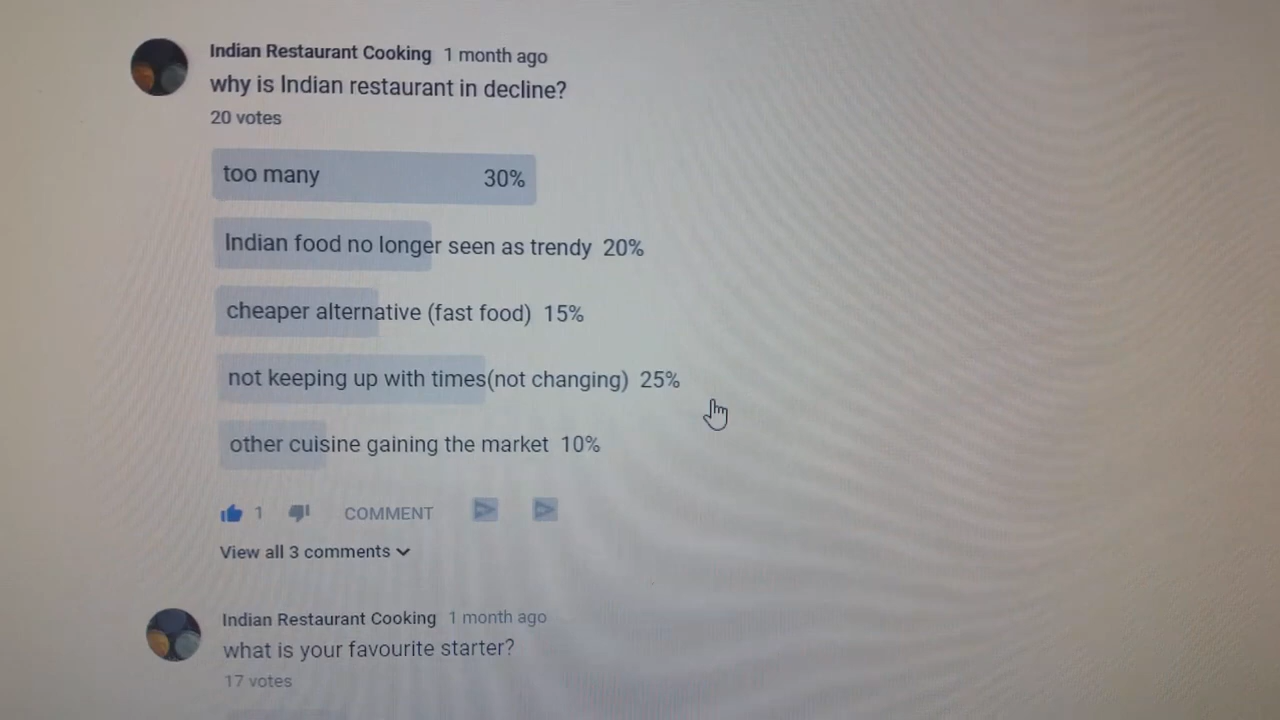 Indian Restaurant Cooking 1 month ago
why is Indian restaurant in decline?
20 votes
too many 30%
Indian food no longer seen as trendy 20%
cheaper alternative (fast food) 15%
not keeping up with times(not changing) 25%
other cuisine gaining the market 10%
1 COMMENT
View all 3 comments
Indian Restaurant Cooking 1 month ago
what is your favourite starter?
17 votes